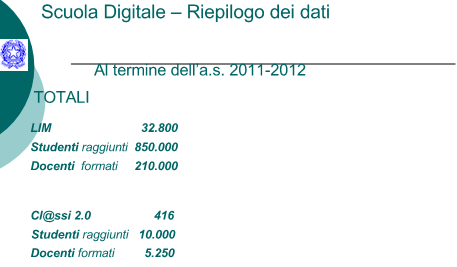 Scuola Digitale – Riepilogo dei dati
Al termine dell'a.s. 2011-2012
TOTALI
LIM 32.800
Studenti raggiunti 850.000
Docenti formati 210.000
Cl@ssi 2.0 416
Studenti raggiunti 10.000
Docenti formati 5.250